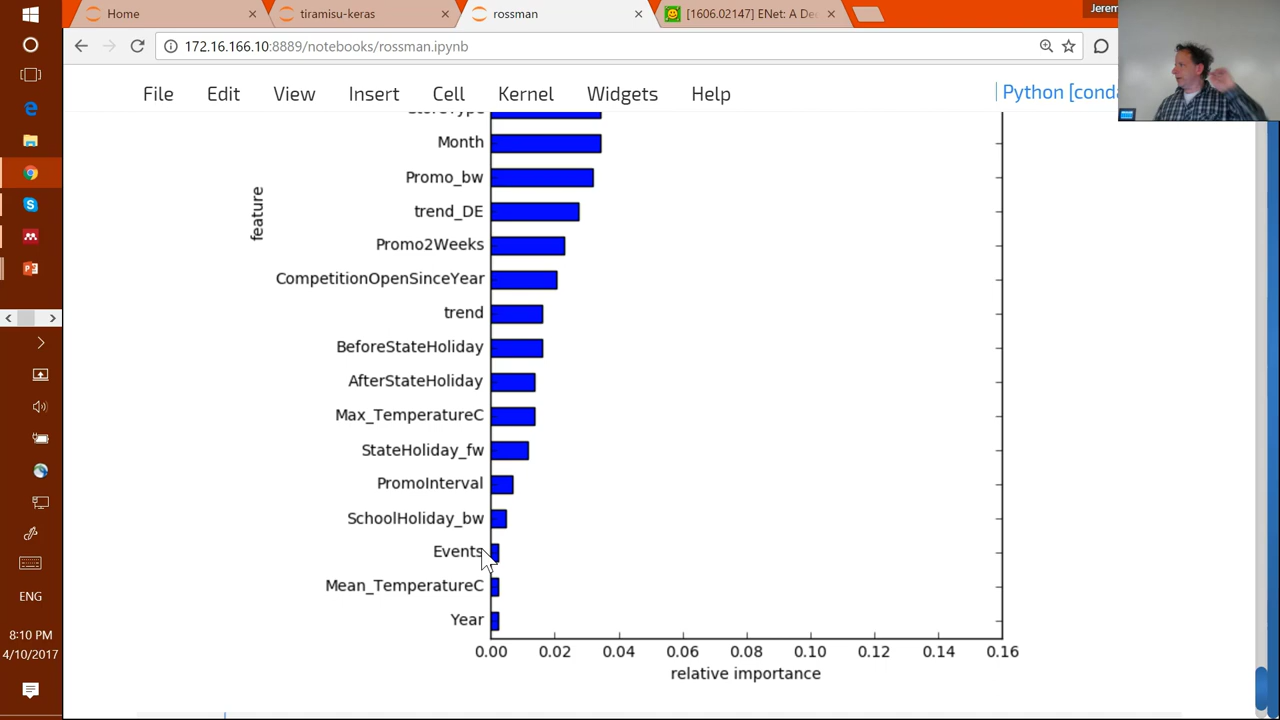 Home
tiramisu-keras
rossman
[1606.02147] ENet: A De
Jerem
172.16.166.10:8889/notebooks/rossman.ipynb
File Edit View Insert Cell Kernel Widgets Help
Python [conda
StoreType
Month
Promo_bw
trend_DE
Promo2Weeks
CompetitionOpenSinceYear
trend
BeforeStateHoliday
AfterStateHoliday
Max_TemperatureC
StateHoliday_fw
PromoInterval
SchoolHoliday_bw
Events
Mean_TemperatureC
Year
feature
0.00 0.02 0.04 0.06 0.08 0.10 0.12 0.14 0.16
relative importance
ENG
8:10 PM
4/10/2017